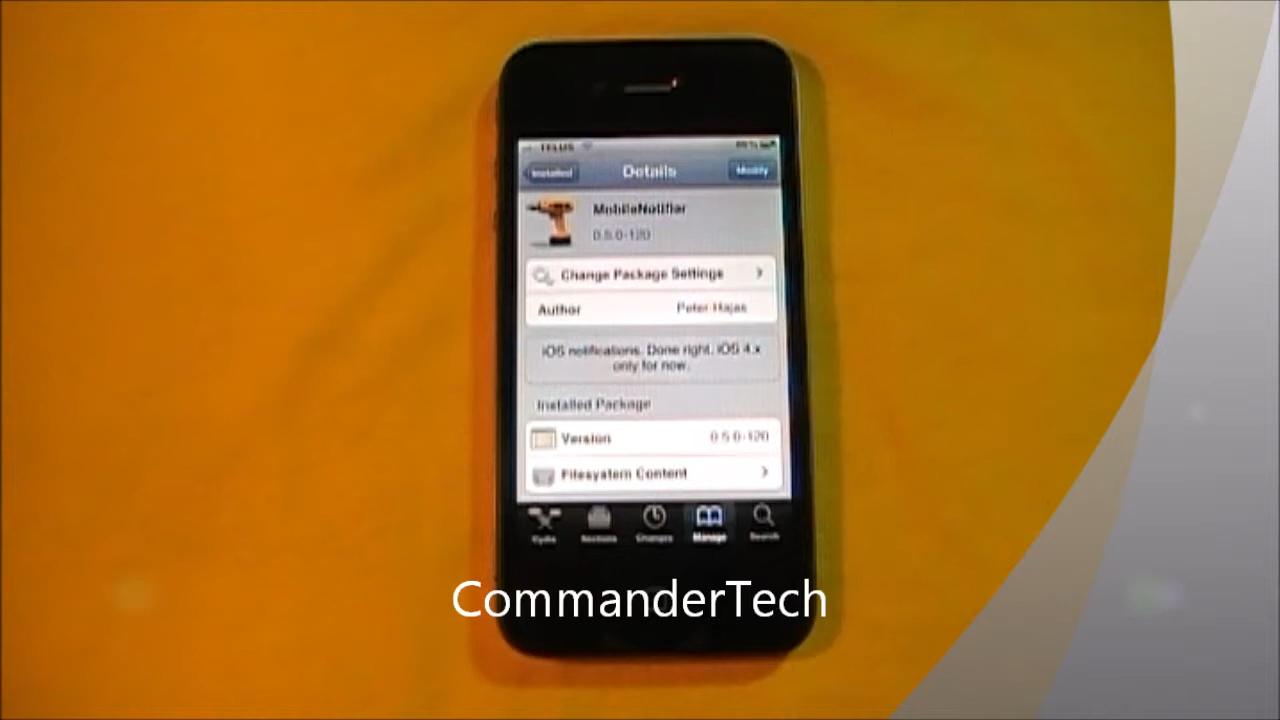 TELUS
Installed
Details
Modify
MobileNotifier
0.5.0-120
Change Package Settings
Author
Peter Hajas
iOS notifications. Done right. iOS 4.x
only for now.
Installed Package
Version
0.5.0-120
Filesystem Content
Cydia
Sections
Changes
Manage
Search
CommanderTech